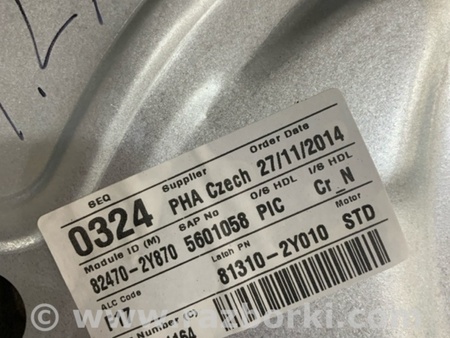 SEQ Supplier Order Date
0324 PHA Czech 27/11/2014
Module ID (M) SAP No O/S HDL I/S HDL
82470-2Y870 5601058 PIC Cr_N
ALC Code Latch PN Motor
81310-2Y010 STD
Number (C)